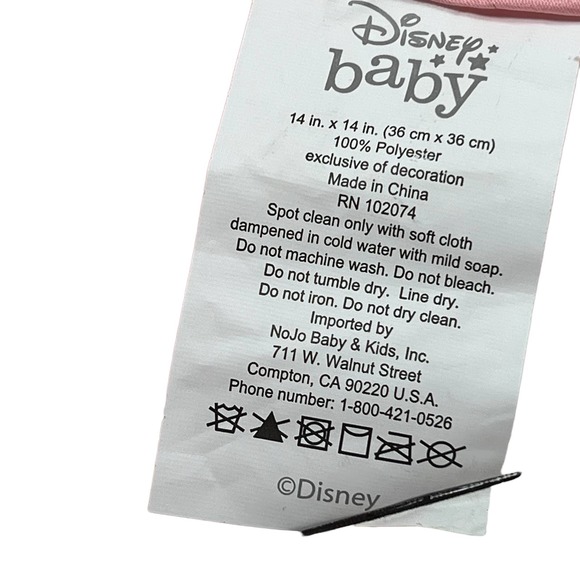 Disney
baby
14 in. x 14 in. (36 cm x 36 cm)
100% Polyester
exclusive of decoration
Made in China
RN 102074
Spot clean only with soft cloth
dampened in cold water with mild soap.
Do not machine wash. Do not bleach.
Do not tumble dry. Line dry.
Do not iron. Do not dry clean.
Imported by
NoJo Baby & Kids, Inc.
711 W. Walnut Street
Compton, CA 90220 U.S.A.
Phone number: 1-800-421-0526
©Disney